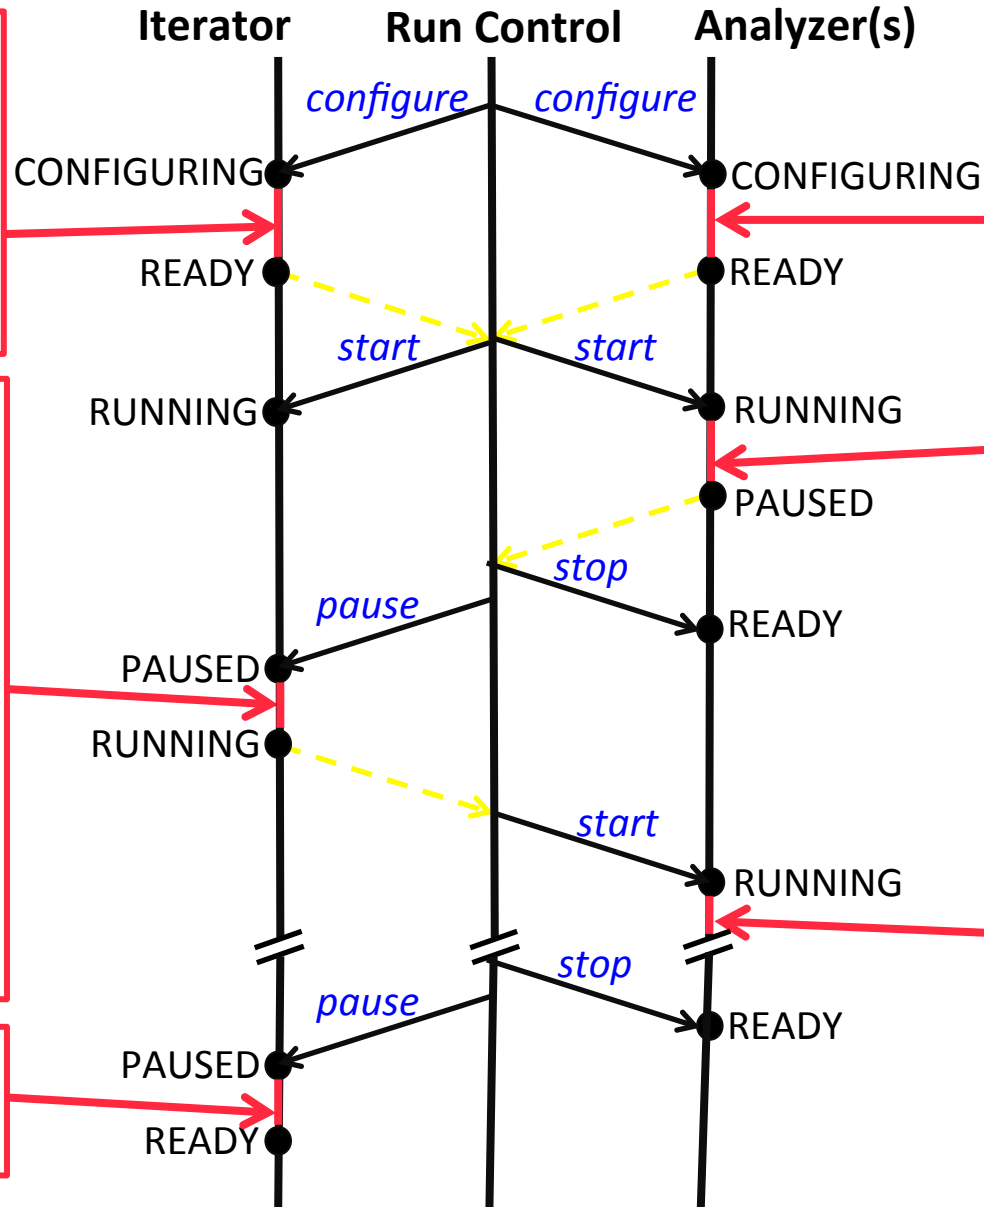 Iterator Run Control Analyzer(s)
configure configure
CONFIGURING CONFIGURING
READY READY
start start
RUNNING RUNNING
PAUSED
stop
pause
READY
PAUSED
RUNNING
start
RUNNING
stop
pause
READY
PAUSED
READY